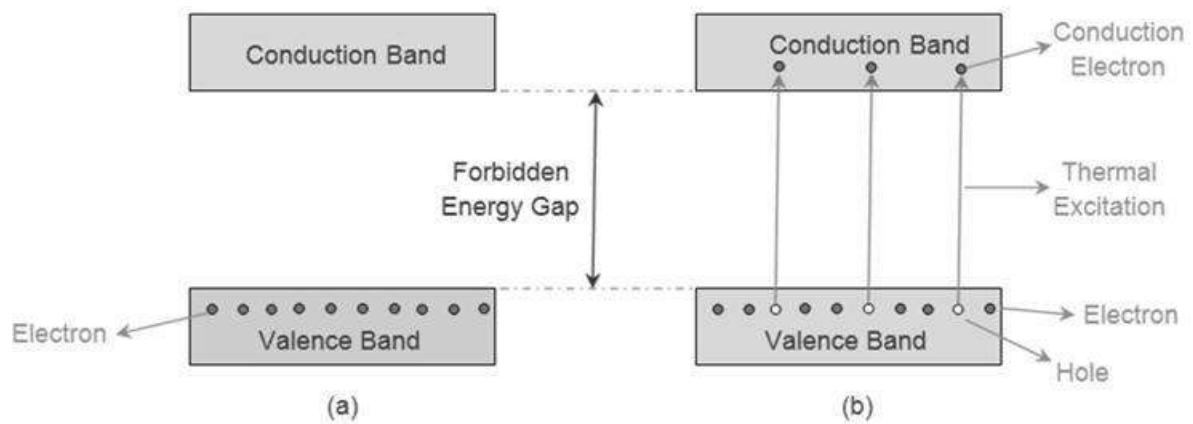 Conduction Band
Conduction Band
Conduction
Electron
Forbidden
Energy Gap
Thermal
Excitation
Electron
Valence Band
Valence Band
Electron
Hole
(a)
(b)